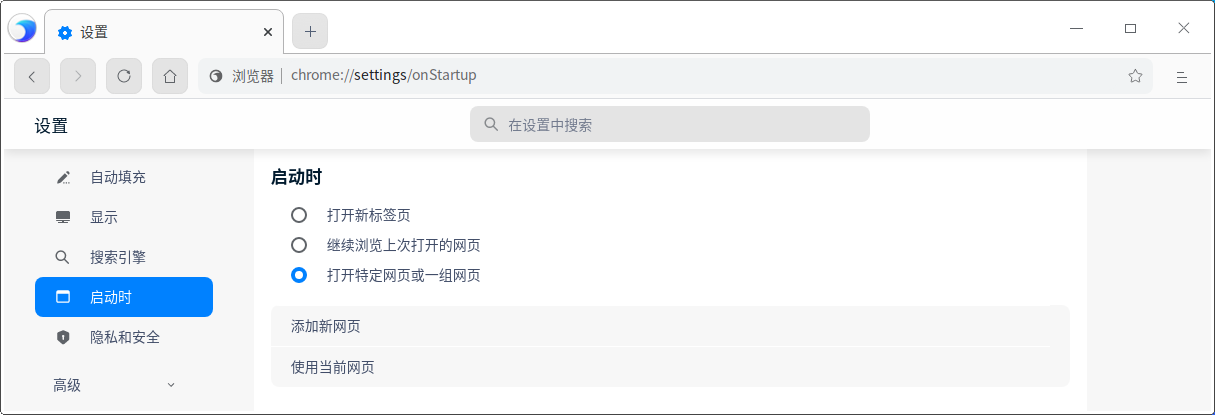 设置
浏览器 | chrome://settings/onStartup
设置
在设置中搜索
自动填充
显示
搜索引擎
启动时
隐私和安全
高级
启动时
打开新标签页
继续浏览上次打开的网页
打开特定网页或一组网页
添加新网页
使用当前网页